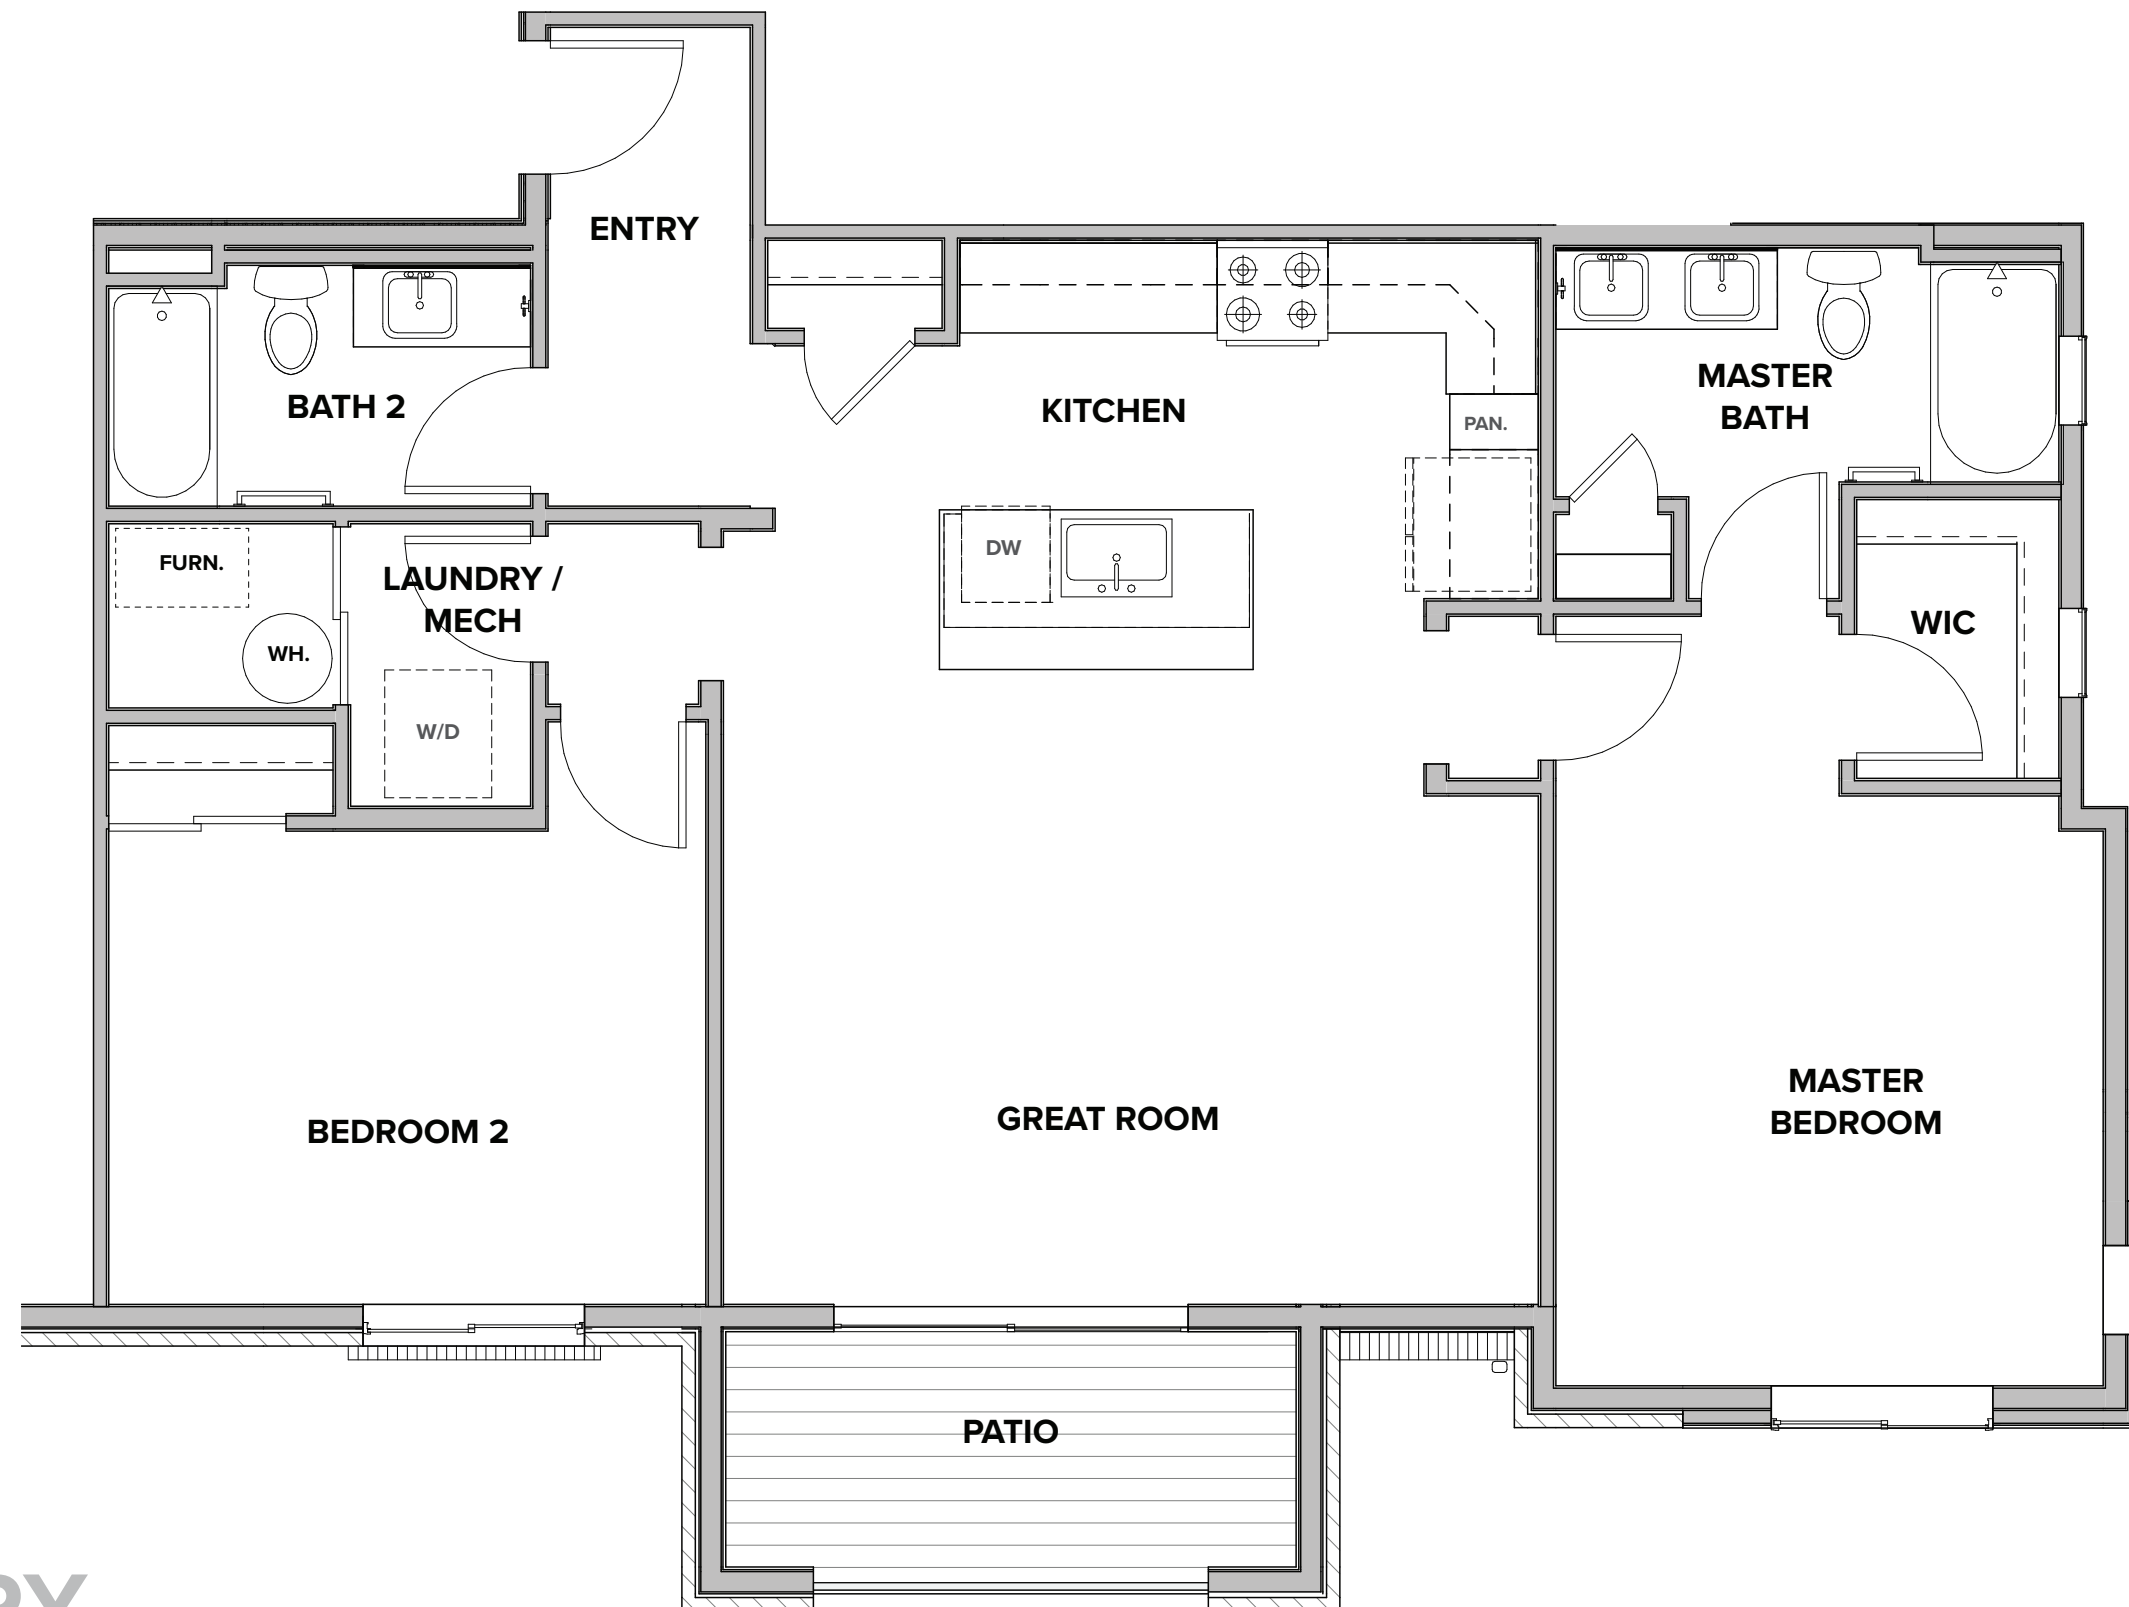 ENTRY
BATH 2
KITCHEN
MASTER
BATH
PAN.
FURN.
LAUNDRY /
MECH
DW
WH.
WIC
W/D
BEDROOM 2
GREAT ROOM
MASTER
BEDROOM
PATIO